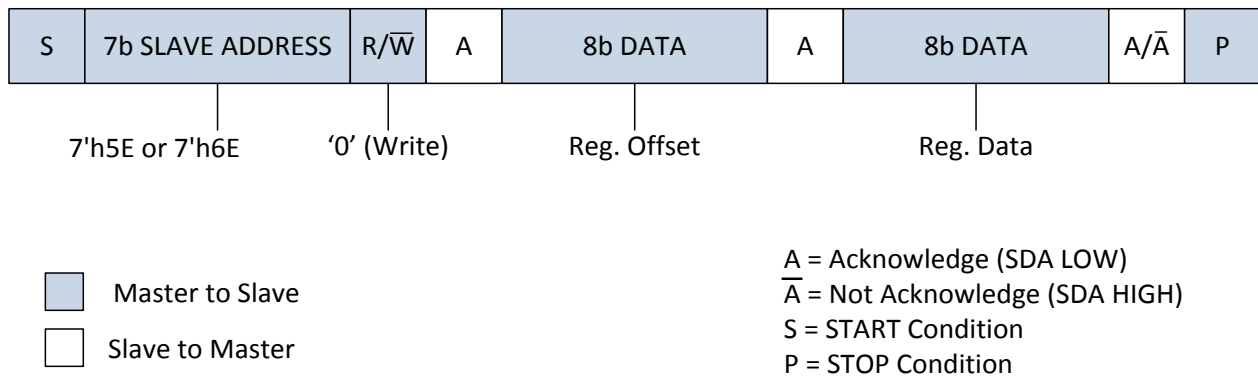 S 7b SLAVE ADDRESS R/W̅ A 8b DATA A 8b DATA A/A̅ P
7'h5E or 7'h6E ‘0’ (Write) Reg. Offset Reg. Data
Master to Slave
Slave to Master
A = Acknowledge (SDA LOW)
A̅ = Not Acknowledge (SDA HIGH)
S = START Condition
P = STOP Condition